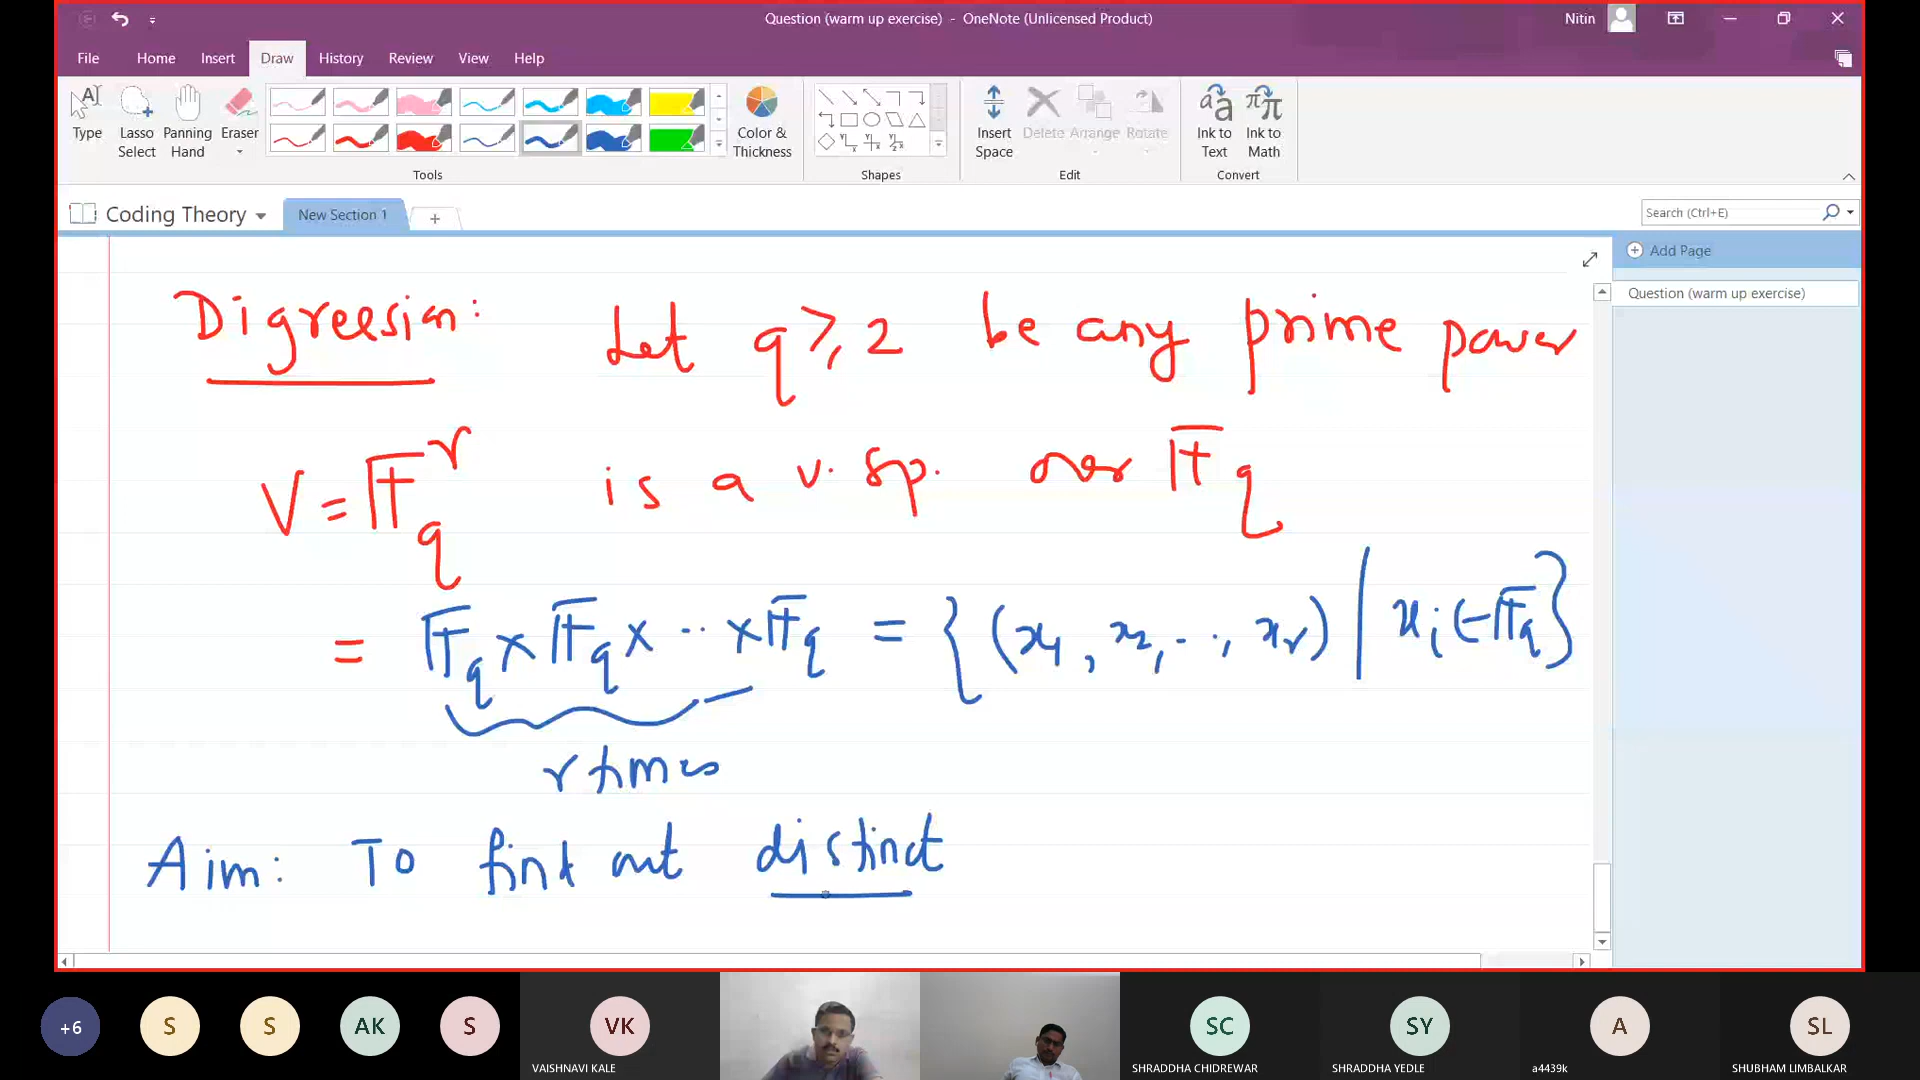 Question (warm up exercise) - OneNote (Unlicensed Product)
Nitin
File Home Insert Draw History Review View Help
Type
Lasso Select
Panning Hand
Eraser
Color & Thickness
Insert Space
Delete
Arrange
Rotate
Ink to Text
Ink to Math
Tools
Shapes
Edit
Convert
Coding Theory
New Section 1
Search (Ctrl+E)
Add Page
Question (warm up exercise)
Digression: Let q ≥ 2 be any prime power
V = 𝔽_q^r is a v. sp. over 𝔽_q
= 𝔽_q × 𝔽_q × ... × 𝔽_q = { (x_1, x_2, ..., x_r) | x_i ∈ 𝔽_q }
r times
Aim: To find out distinct
+6
S
S
AK
S
VK
SC
SY
A
SL
VAISHNAVI KALE
SHRADDHA CHIDREWAR
SHRADDHA YEDLE
a4439k
SHUBHAM LIMBALKAR